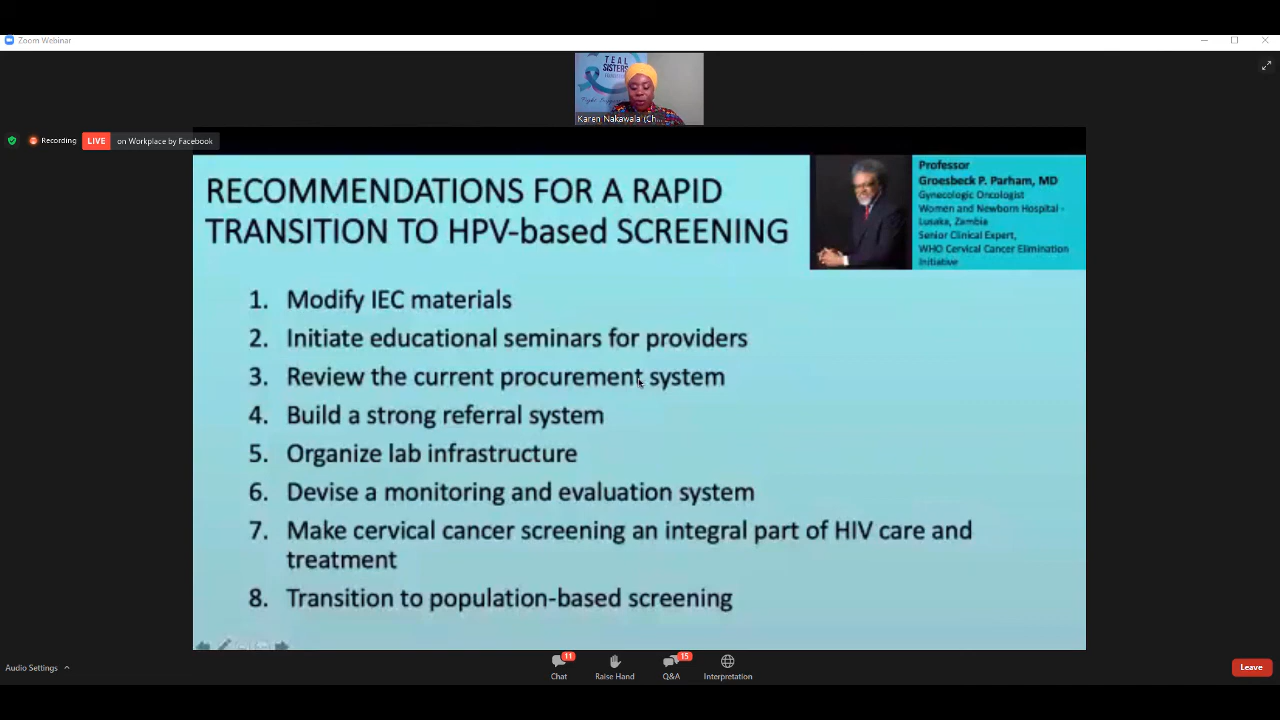 Zoom Webinar
TEAL
SISTERS
Karen Nakawala (Ch...
Recording
LIVE
on Workplace by Facebook
RECOMMENDATIONS FOR A RAPID
TRANSITION TO HPV-based SCREENING
Professor
Groesbeck P. Parham, MD
Gynecologic Oncologist
Women and Newborn Hospital -
Lusaka, Zambia
Senior Clinical Expert,
WHO Cervical Cancer Elimination
Initiative
1. Modify IEC materials
2. Initiate educational seminars for providers
3. Review the current procurement system
4. Build a strong referral system
5. Organize lab infrastructure
6. Devise a monitoring and evaluation system
7. Make cervical cancer screening an integral part of HIV care and
treatment
8. Transition to population-based screening
Audio Settings
11
Chat
Raise Hand
15
Q&A
Interpretation
Leave